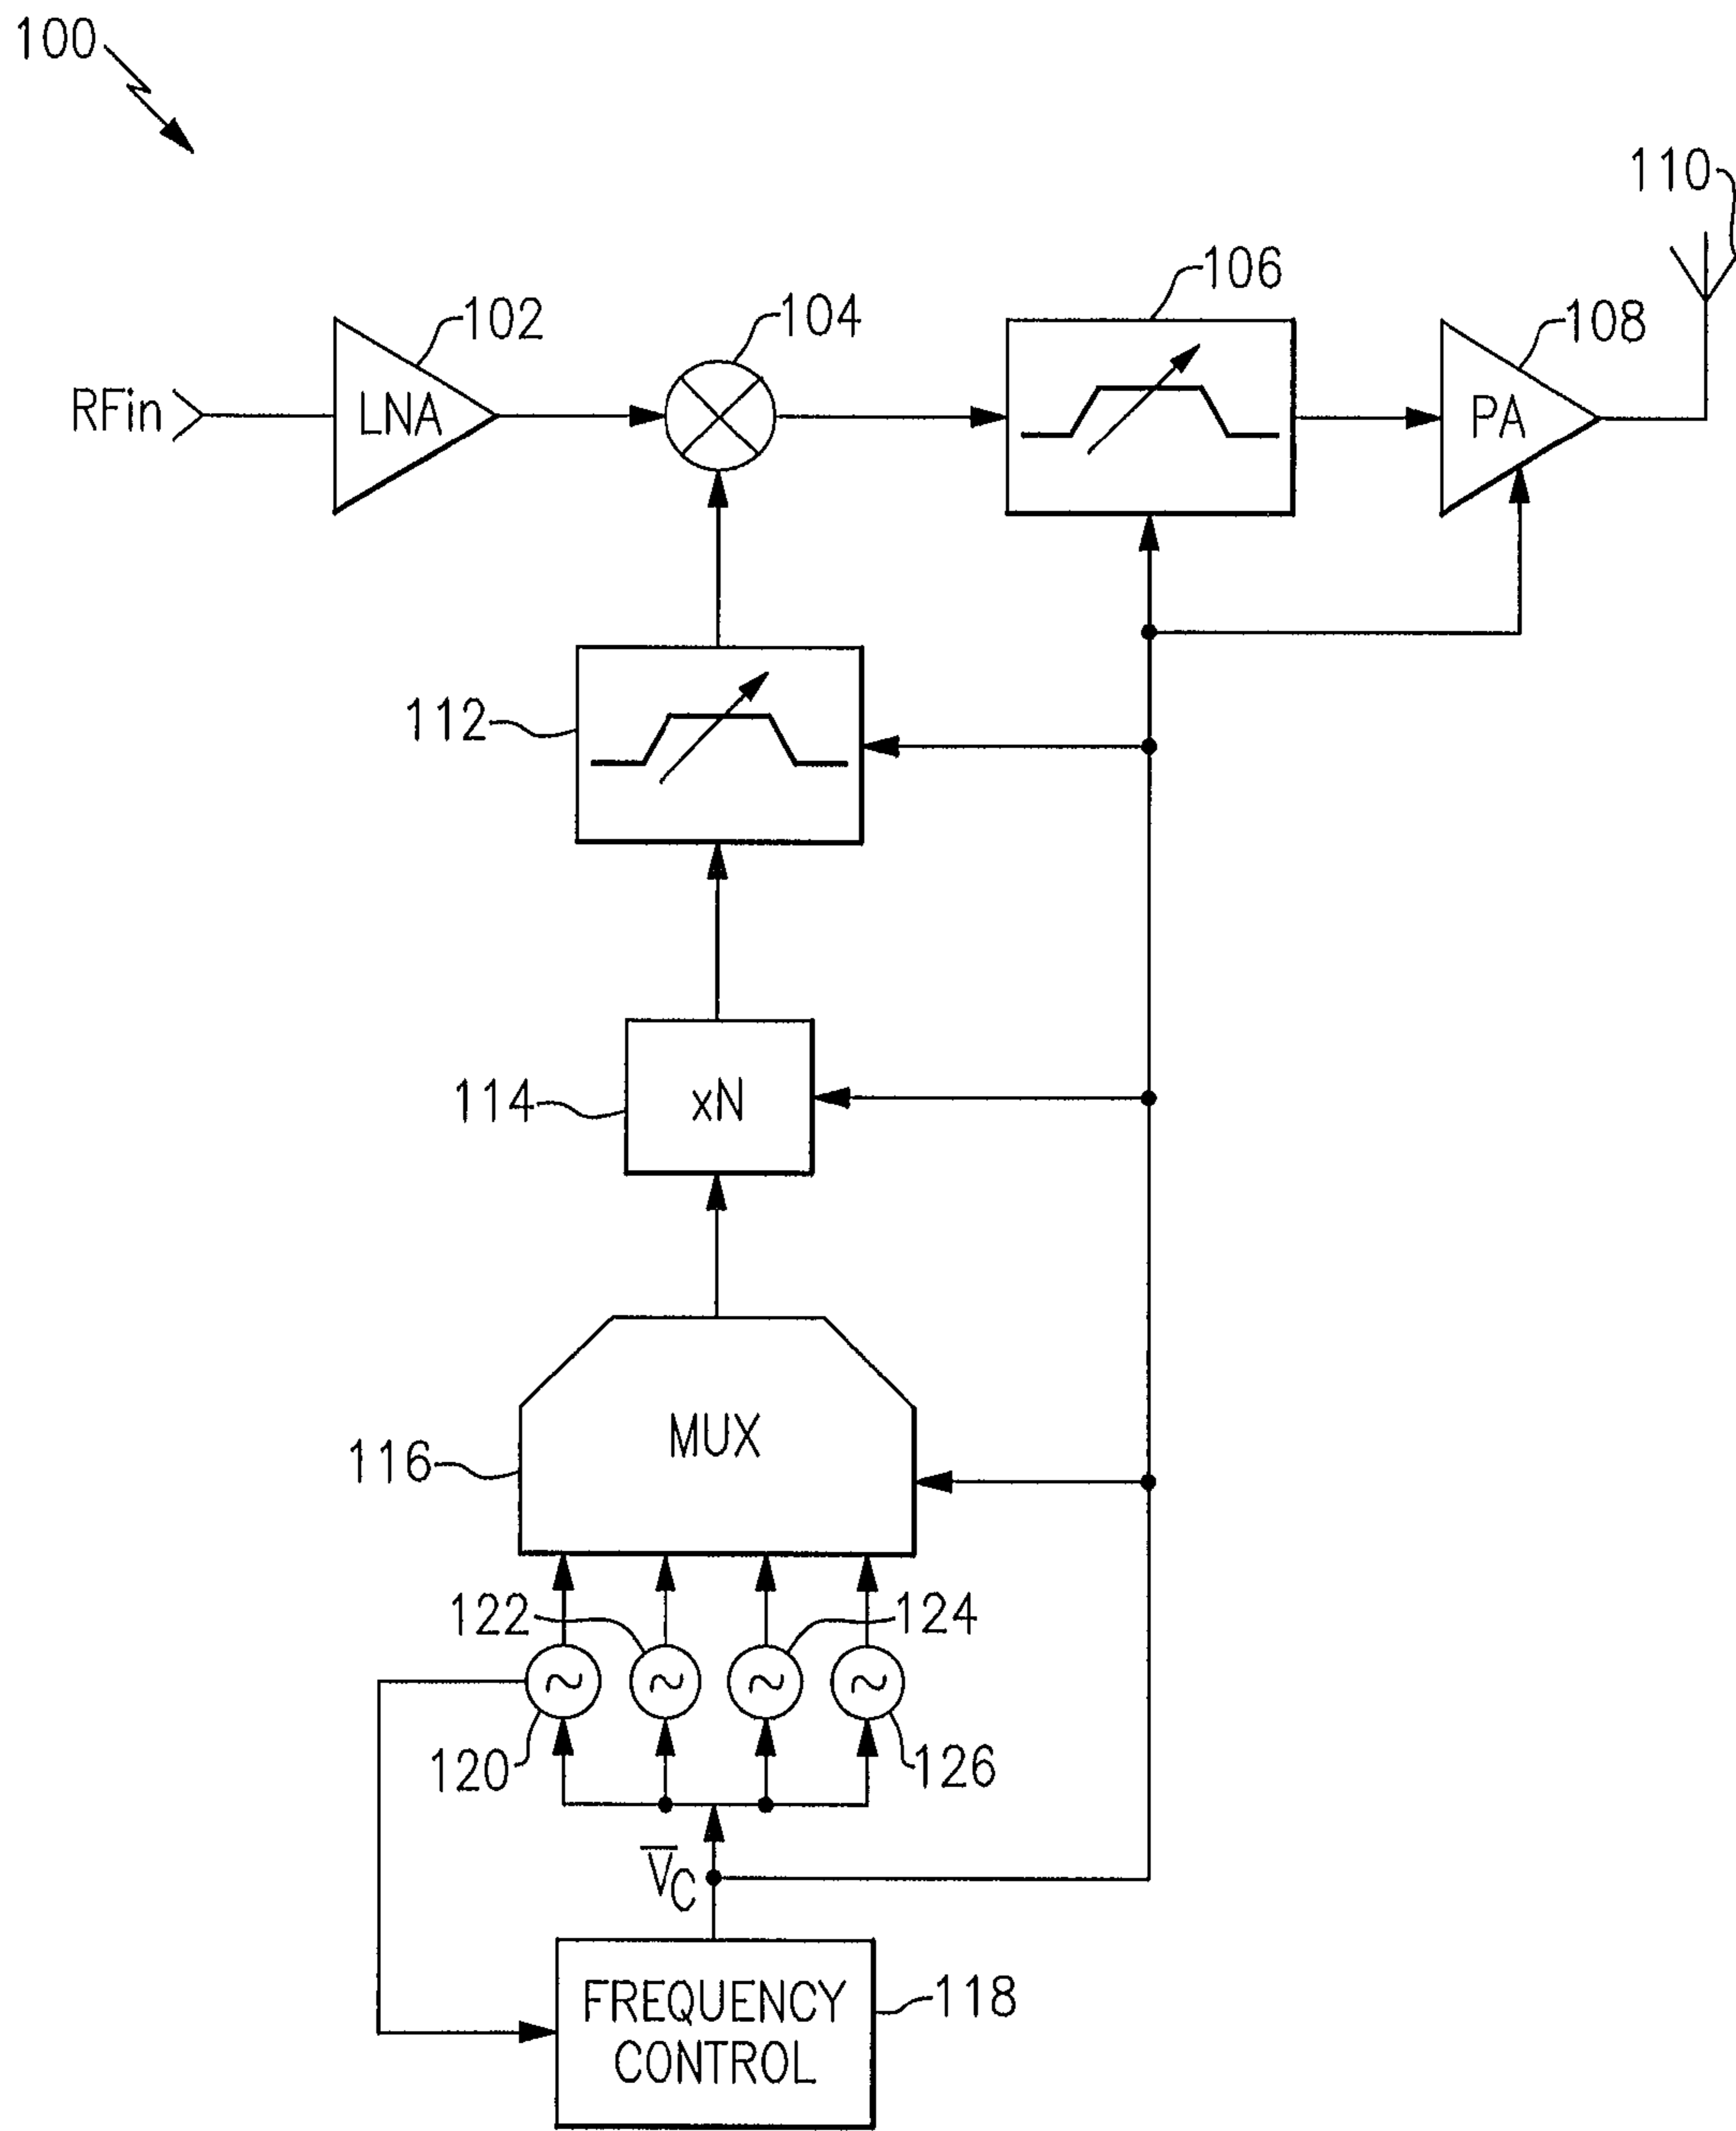 100
110
106
102
104
108
RFin
LNA
PA
112
114
xN
MUX
116
122
124
120
126
V̅C
FREQUENCY
CONTROL
118